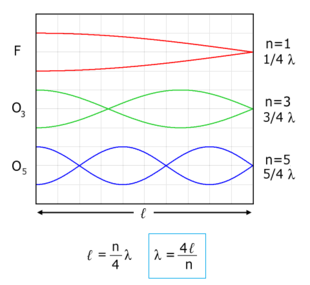 F
n=1
1/4 λ
O₃
n=3
3/4 λ
O₅
n=5
5/4 λ
ℓ
ℓ = n/4 λ
λ = 4ℓ/n